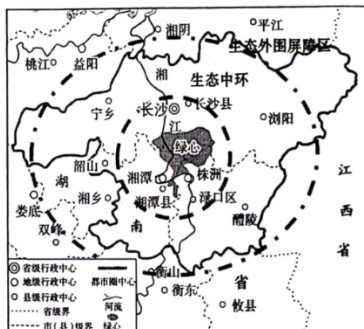 湘阴
平江
生态外围屏障区
桃江
益阳
湘
生态中环
宁乡
长沙
长沙县
江
浏阳
绿心
韶山
湘潭
株洲
江
西
省
湖
湘乡
湘潭县
渌口区
娄底
醴陵
双峰
南
衡山
衡东
省
攸县
省级行政中心
都市圈中心
地级行政中心
河流
县级行政中心
省级界
绿心
市(县)级界